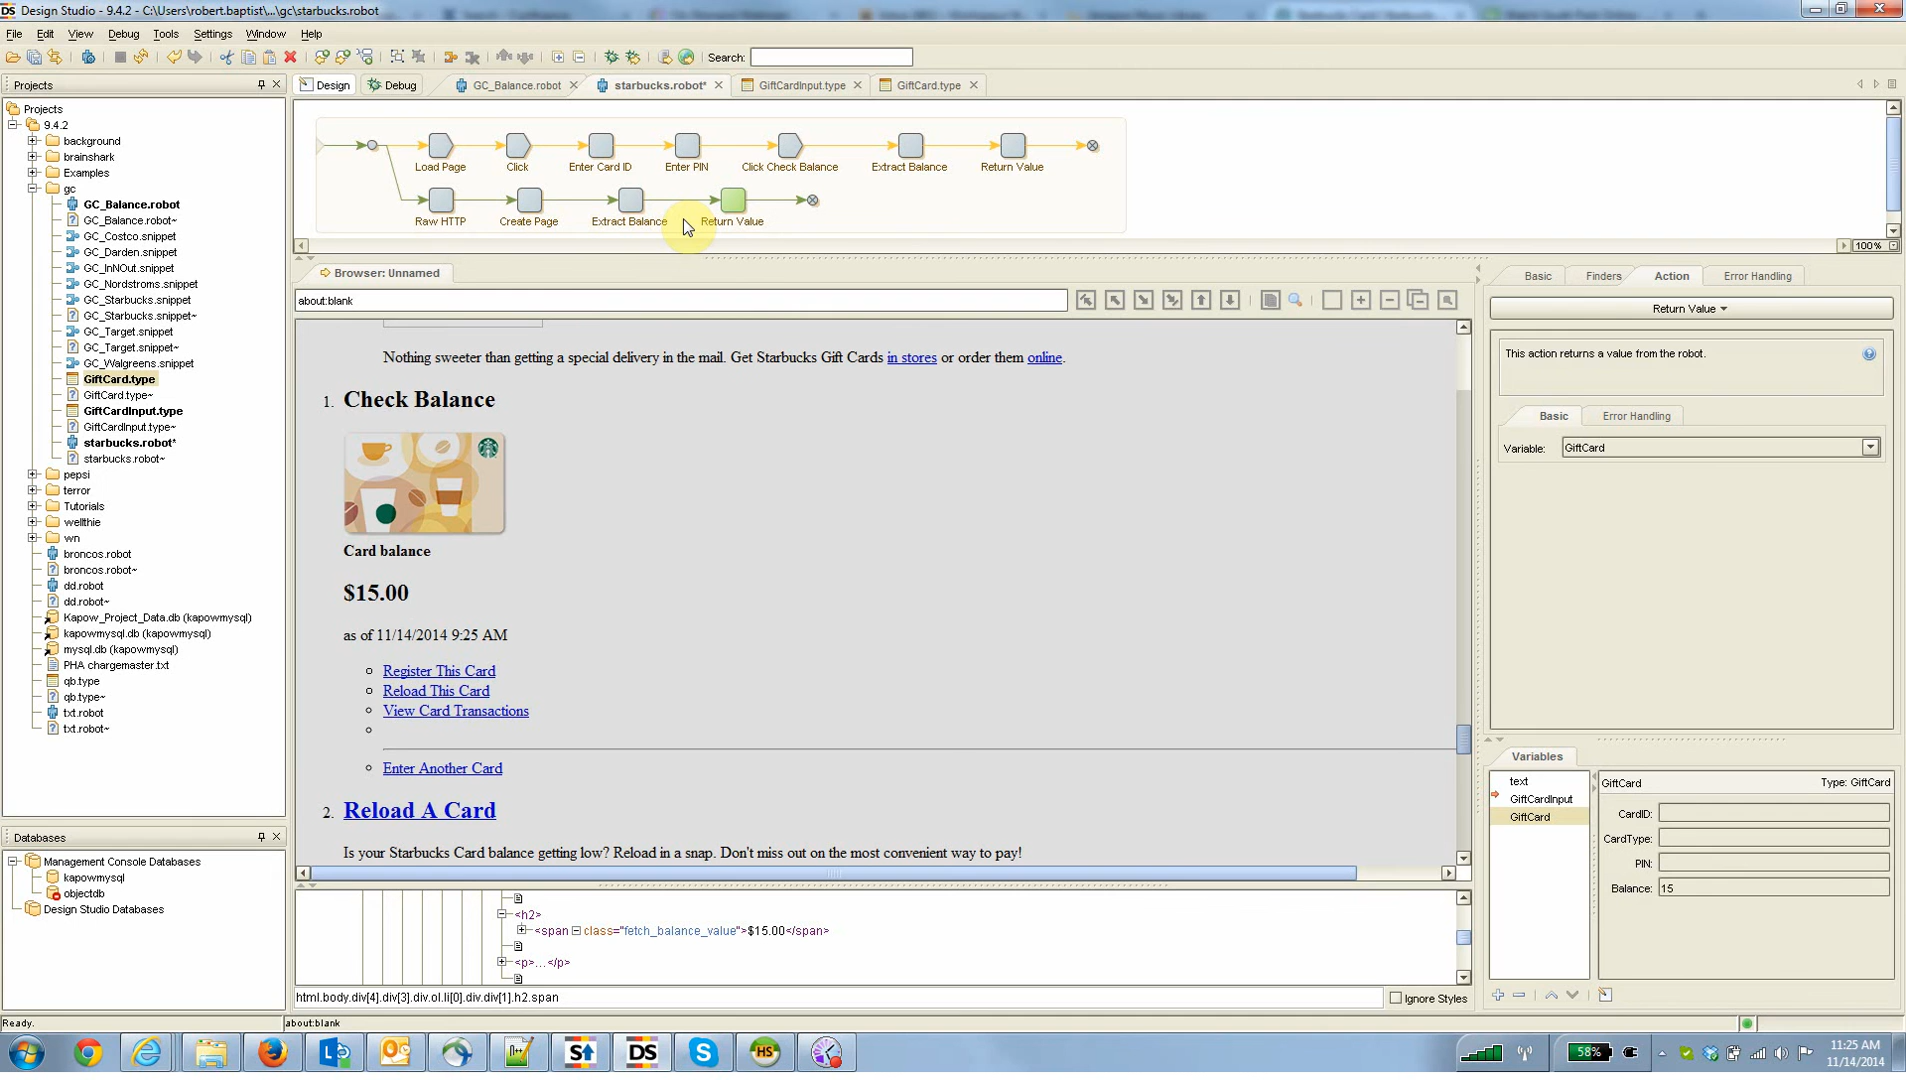 Design Studio - 9.4.2 - C:\Users\robert.baptist\...\gc\starbucks.robot
File Edit View Debug Tools Settings Window Help
Search:
Projects
Design Debug GC_Balance.robot starbucks.robot* GiftCardInput.type GiftCard.type
Projects
9.4.2
background
brainshark
Examples
gc
GC_Balance.robot
GC_Balance.robot~
GC_Costco.snippet
GC_Darden.snippet
GC_InNOut.snippet
GC_Nordstroms.snippet
GC_Starbucks.snippet
GC_Starbucks.snippet~
GC_Target.snippet
GC_Target.snippet~
GC_Walgreens.snippet
GiftCard.type
GiftCard.type~
GiftCardInput.type
GiftCardInput.type~
starbucks.robot*
starbucks.robot~
pepsi
terror
Tutorials
wellthie
wn
broncos.robot
broncos.robot~
dd.robot
dd.robot~
Kapow_Project_Data.db (kapowmysql)
kapowmysql.db (kapowmysql)
mysql.db (kapowmysql)
PHA chargemaster.txt
qb.type
qb.type~
txt.robot
txt.robot~
Databases
Management Console Databases
kapowmysql
objectdb
Design Studio Databases
Load Page Click Enter Card ID Enter PIN Click Check Balance Extract Balance Return Value
Raw HTTP Create Page Extract Balance Return Value
100%
Browser: Unnamed
about:blank
Nothing sweeter than getting a special delivery in the mail. Get Starbucks Gift Cards in stores or order them online.
1. Check Balance
Card balance
$15.00
as of 11/14/2014 9:25 AM
Register This Card
Reload This Card
View Card Transactions
Enter Another Card
2. Reload A Card
Is your Starbucks Card balance getting low? Reload in a snap. Don't miss out on the most convenient way to pay!
<h2>
<span class="fetch_balance_value">$15.00</span>
<p>...</p>
html.body.div[4].div[3].div.ol.li[0].div.div[1].h2.span
Ignore Styles
Basic Finders Action Error Handling
Return Value
This action returns a value from the robot.
Basic Error Handling
Variable: GiftCard
Variables
text
GiftCardInput
GiftCard
GiftCard Type: GiftCard
CardID:
CardType:
PIN:
Balance: 15
Ready. about:blank
58%
11:25 AM
11/14/2014